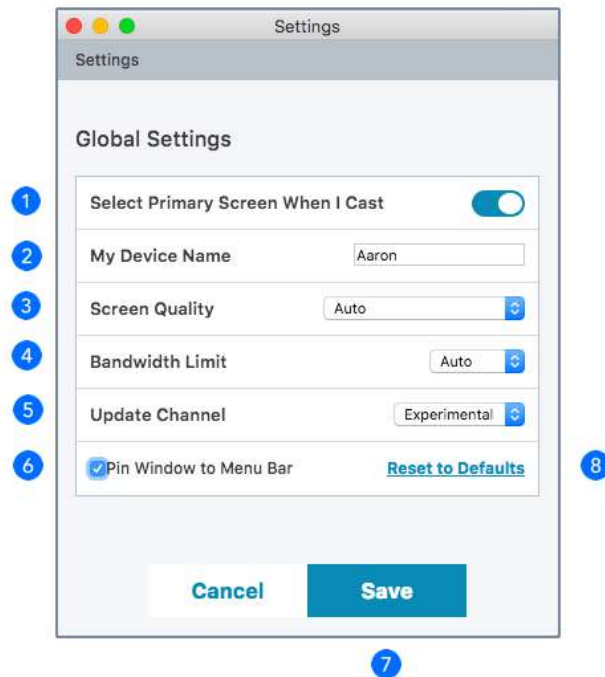 Settings
Settings
Global Settings
1 Select Primary Screen When I Cast
2 My Device Name Aaron
3 Screen Quality Auto
4 Bandwidth Limit Auto
5 Update Channel Experimental
6 Pin Window to Menu Bar Reset to Defaults 8
Cancel Save
7